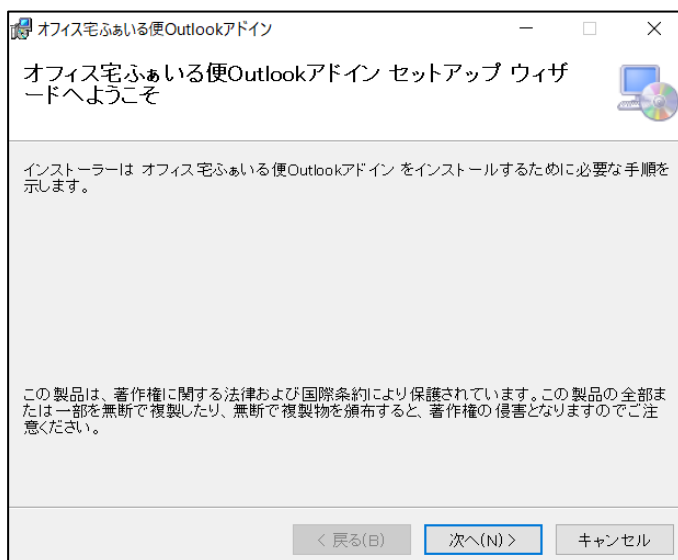 オフィス宅ふぁいる便Outlookアドイン
オフィス宅ふぁいる便Outlookアドイン セットアップ ウィザ
ードへようこそ
インストーラーは オフィス宅ふぁいる便Outlookアドイン をインストールするために必要な手順を
示します。
この製品は、著作権に関する法律および国際条約により保護されています。この製品の全部ま
たは一部を無断で複製したり、無断で複製物を頒布すると、著作権の侵害となりますのでご注
意ください。
< 戻る(B)
次へ(N) >
キャンセル